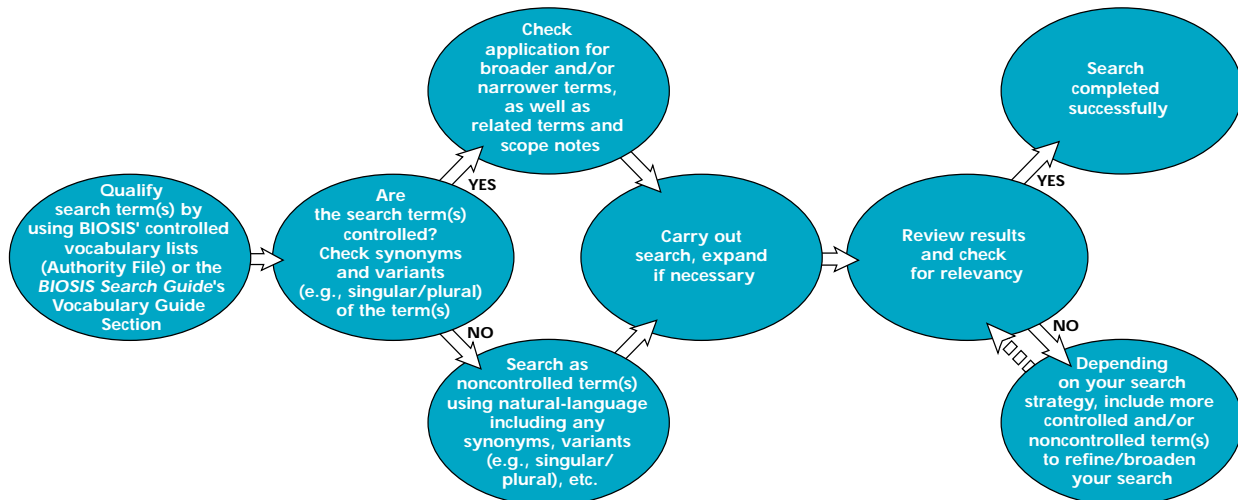 Qualify
search term(s) by
using BIOSIS' controlled
vocabulary lists
(Authority File) or the
BIOSIS Search Guide's
Vocabulary Guide
Section
Are
the search term(s)
controlled?
Check synonyms
and variants
(e.g., singular/plural)
of the term(s)
YES
Check
application for
broader and/or
narrower terms,
as well as
related terms and
scope notes
NO
Search as
noncontrolled term(s)
using natural-language
including any
synonyms, variants
(e.g., singular/
plural), etc.
Carry out
search, expand
if necessary
Review results
and check
for relevancy
YES
Search
completed
successfully
NO
Depending
on your search
strategy, include more
controlled and/or
noncontrolled term(s)
to refine/broaden
your search